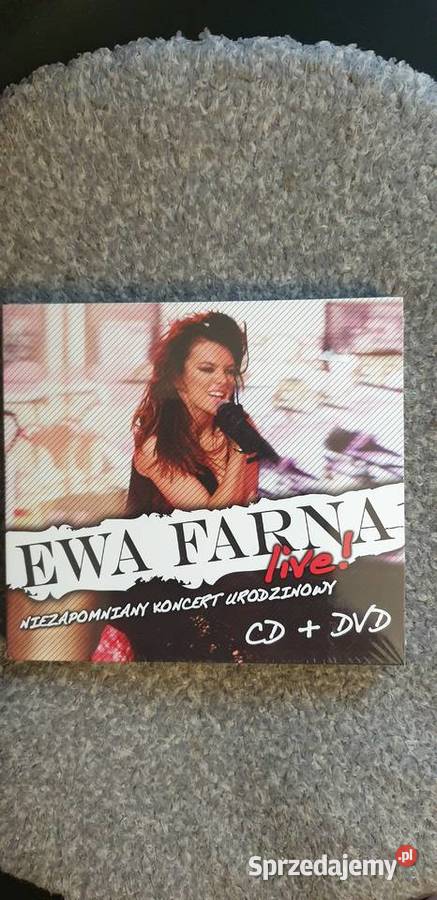 EWA FARNA
live!
NIEZAPOMNIANY KONCERT URODZINOWY
CD + DVD
Sprzedajemy.pl